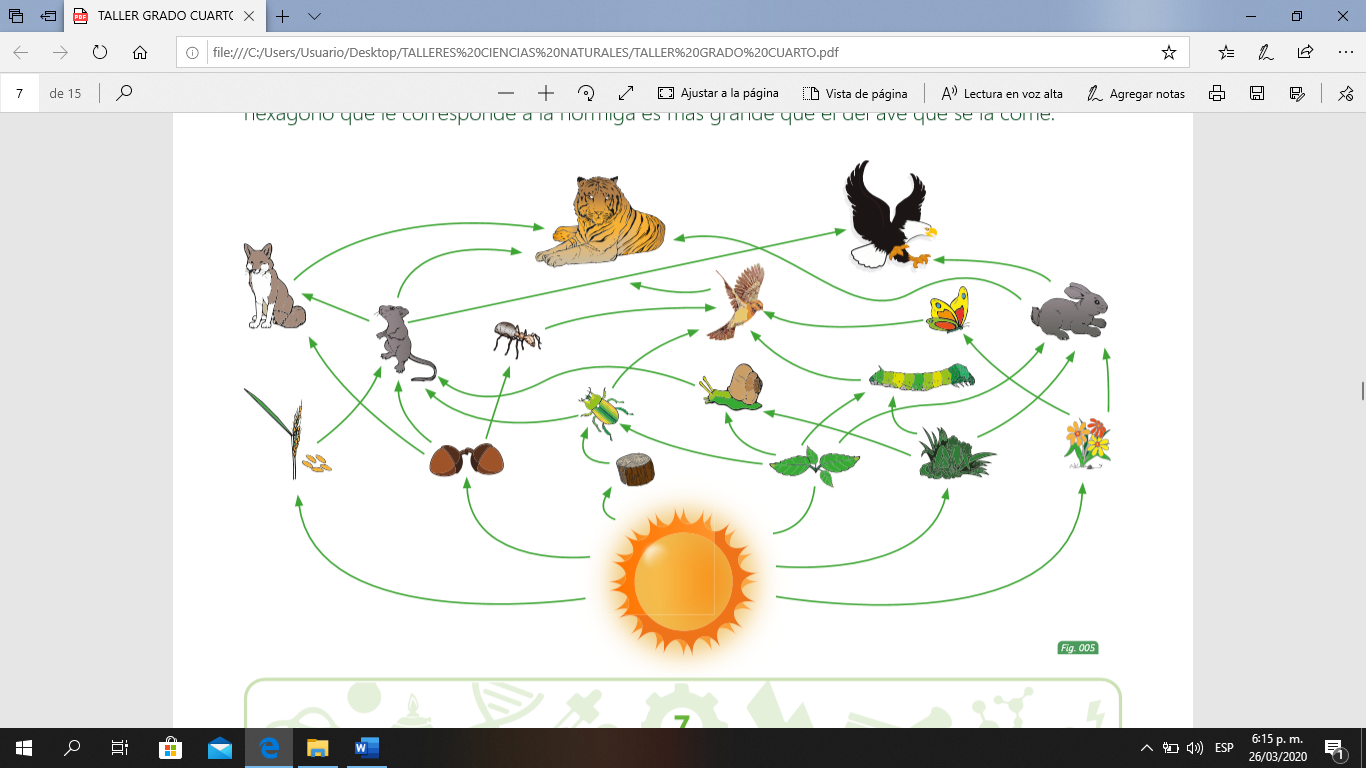 TALLER GRADO CUARTO
file:///C:/Users/Usuario/Desktop/TALLERES%20CIENCIAS%20NATURALES/TALLER%20GRADO%20CUARTO.pdf
7 de 15 Ajustar a la página Vista de página Lectura en voz alta Agregar notas
hexágono que le corresponde a la hormiga es más grande que el del ave que se la come.
Fig. 005
7
ESP
6:15 p. m.
26/03/2020
1